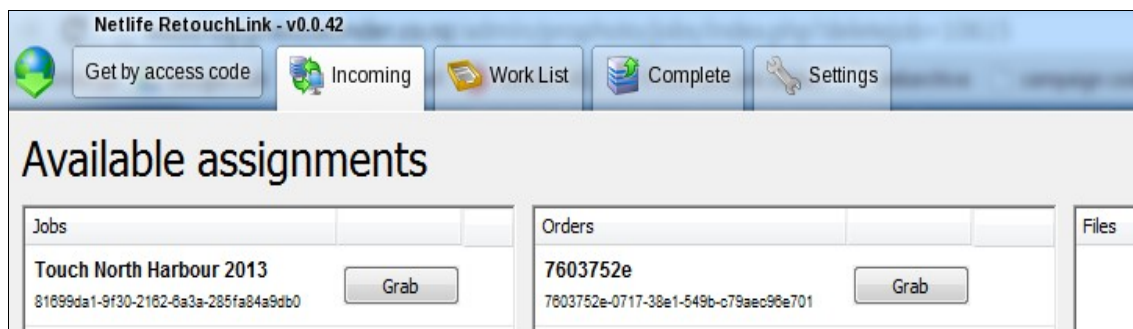 Netlife RetouchLink - v0.0.42
Get by access code
Incoming
Work List
Complete
Settings
Available assignments
Jobs
Orders
Files
Touch North Harbour 2013
Grab
7603752e
Grab
81699da1-9f30-2162-6a3a-285fa84a9db0
7603752e-0717-38e1-549b-c79aec96e701